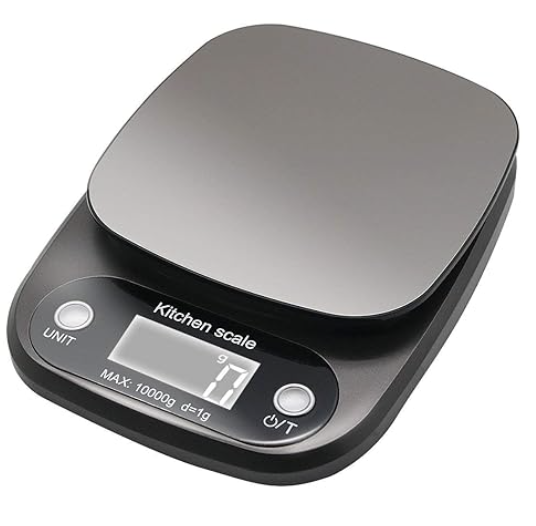 Kitchen scale
g
0
UNIT
MAX: 10000g d=1g
⏻/T